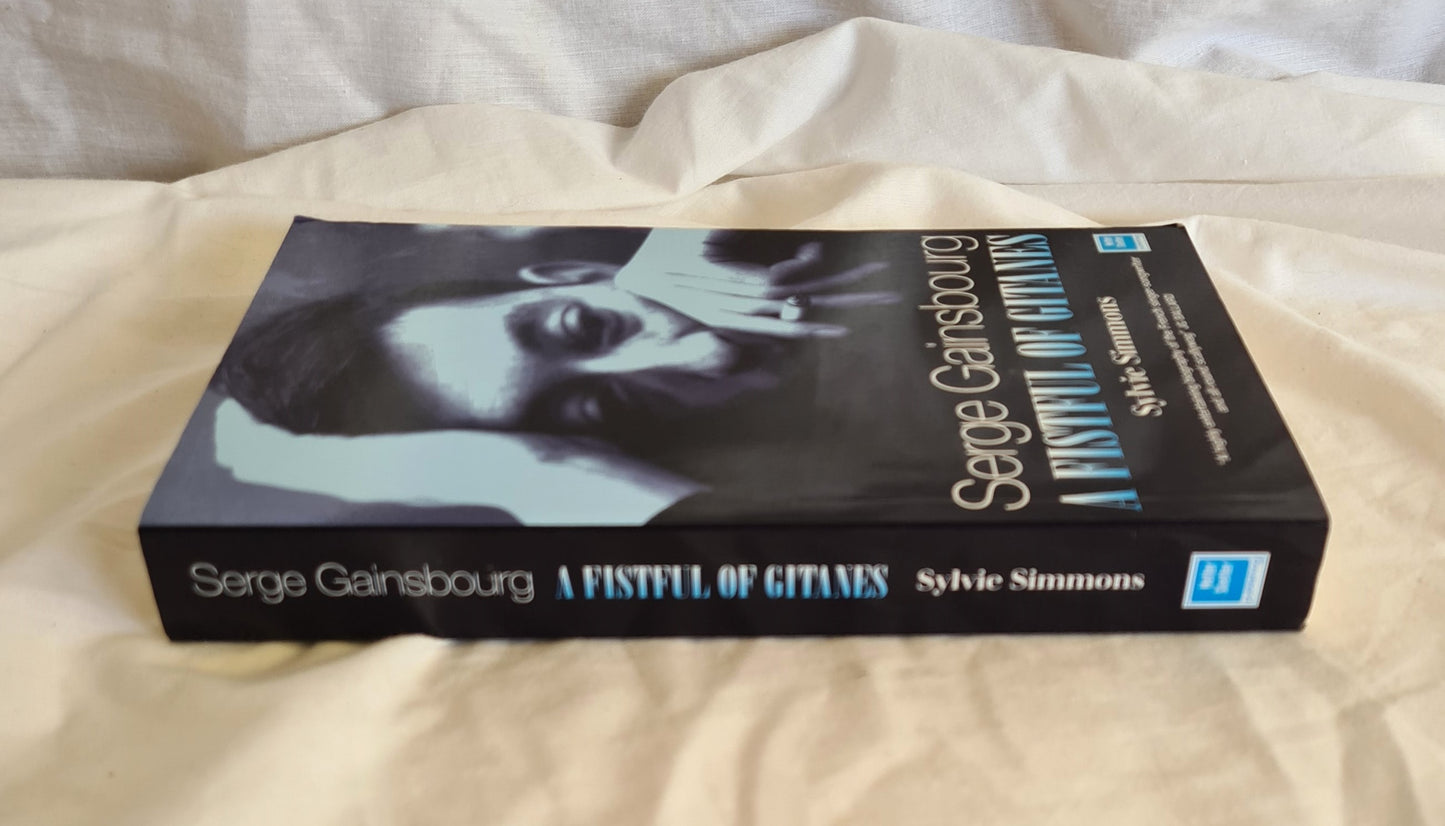 Serge Gainsbourg
A FISTFUL OF GITANES
Sylvie Simmons
Serge Gainsbourg A FISTFUL OF GITANES Sylvie Simmons